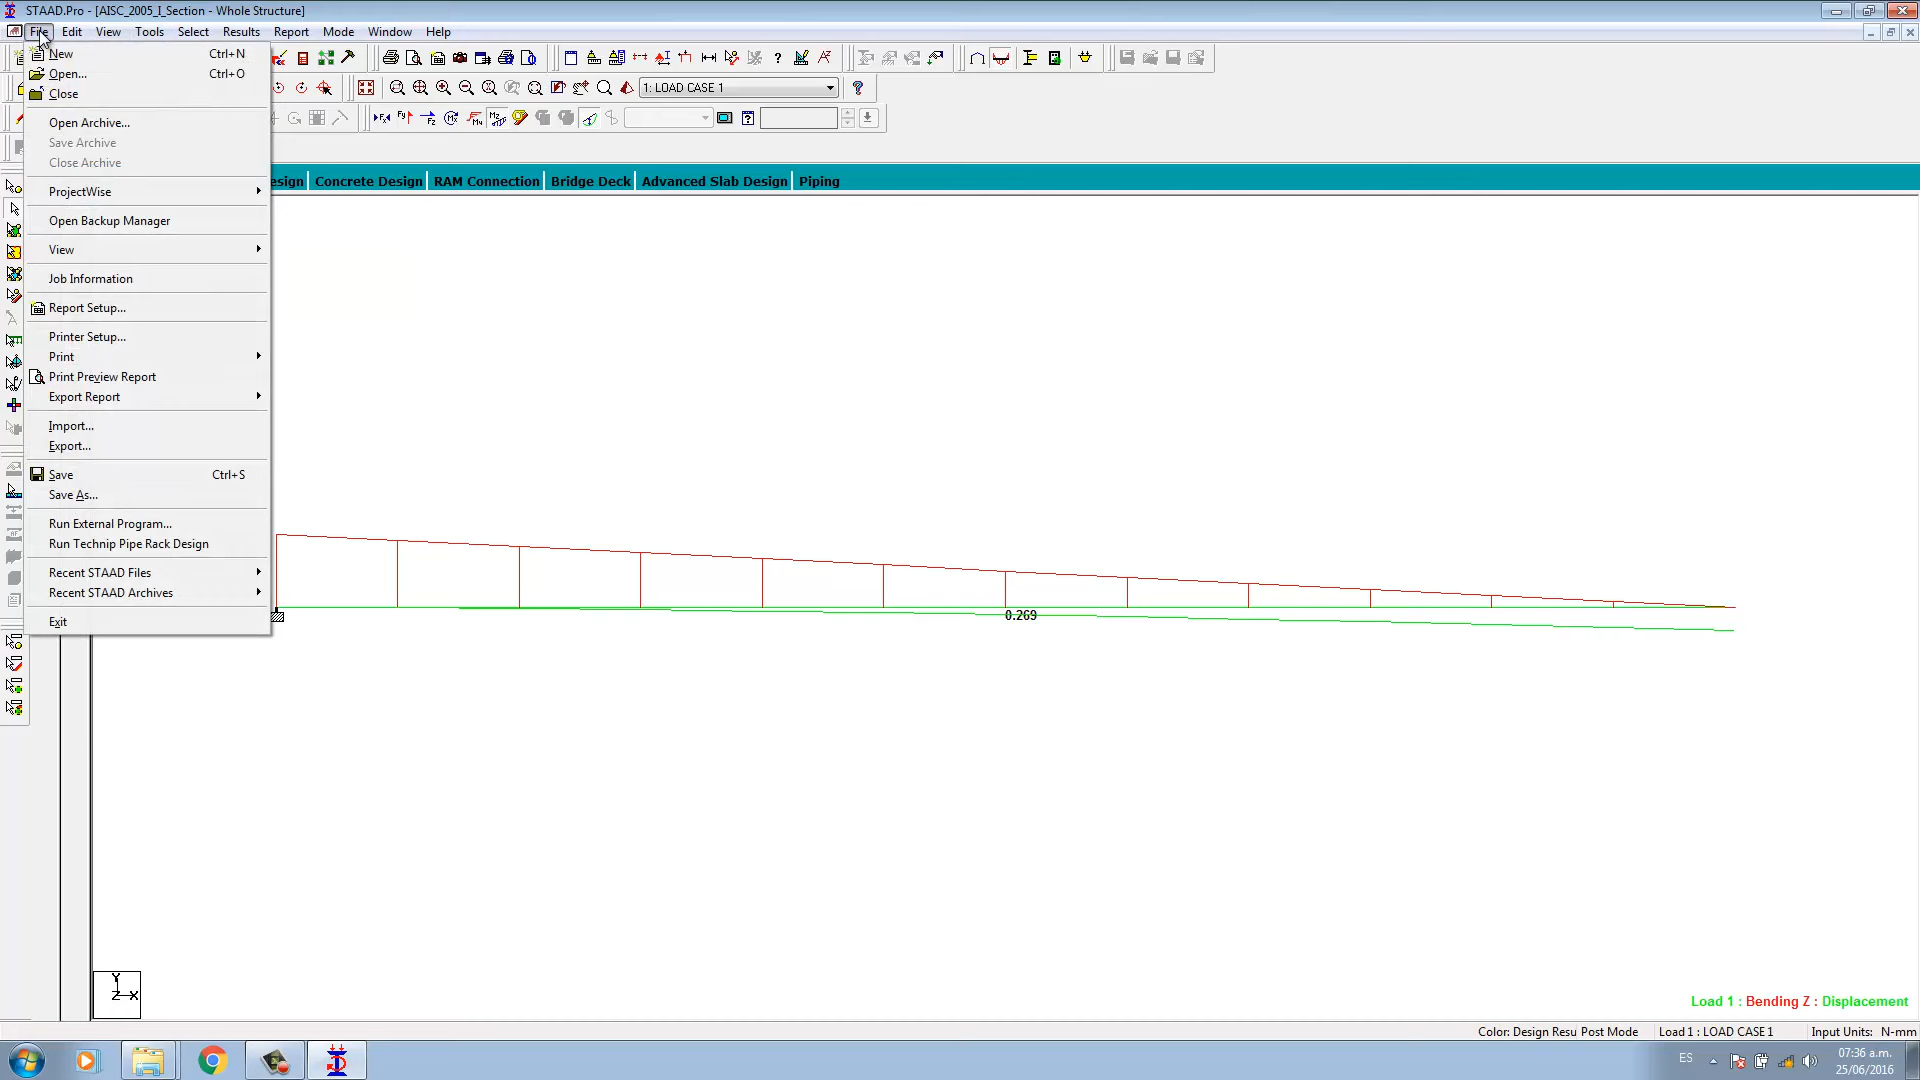 STAAD.Pro - [AISC_2005_I_Section - Whole Structure]
File Edit View Tools Select Results Report Mode Window Help
New Ctrl+N
Open... Ctrl+O
Close
Open Archive...
Save Archive
Close Archive
ProjectWise
Open Backup Manager
View
Job Information
Report Setup...
Printer Setup...
Print
Print Preview Report
Export Report
Import...
Export...
Save Ctrl+S
Save As...
Run External Program...
Run Technip Pipe Rack Design
Recent STAAD Files
Recent STAAD Archives
Exit
1: LOAD CASE 1
esign Concrete Design RAM Connection Bridge Deck Advanced Slab Design Piping
0.269
Y
Z X
Load 1 : Bending Z : Displacement
Color: Design Resu Post Mode Load 1 : LOAD CASE 1 Input Units: N-mm
ES
07:36 a.m.
25/06/2016